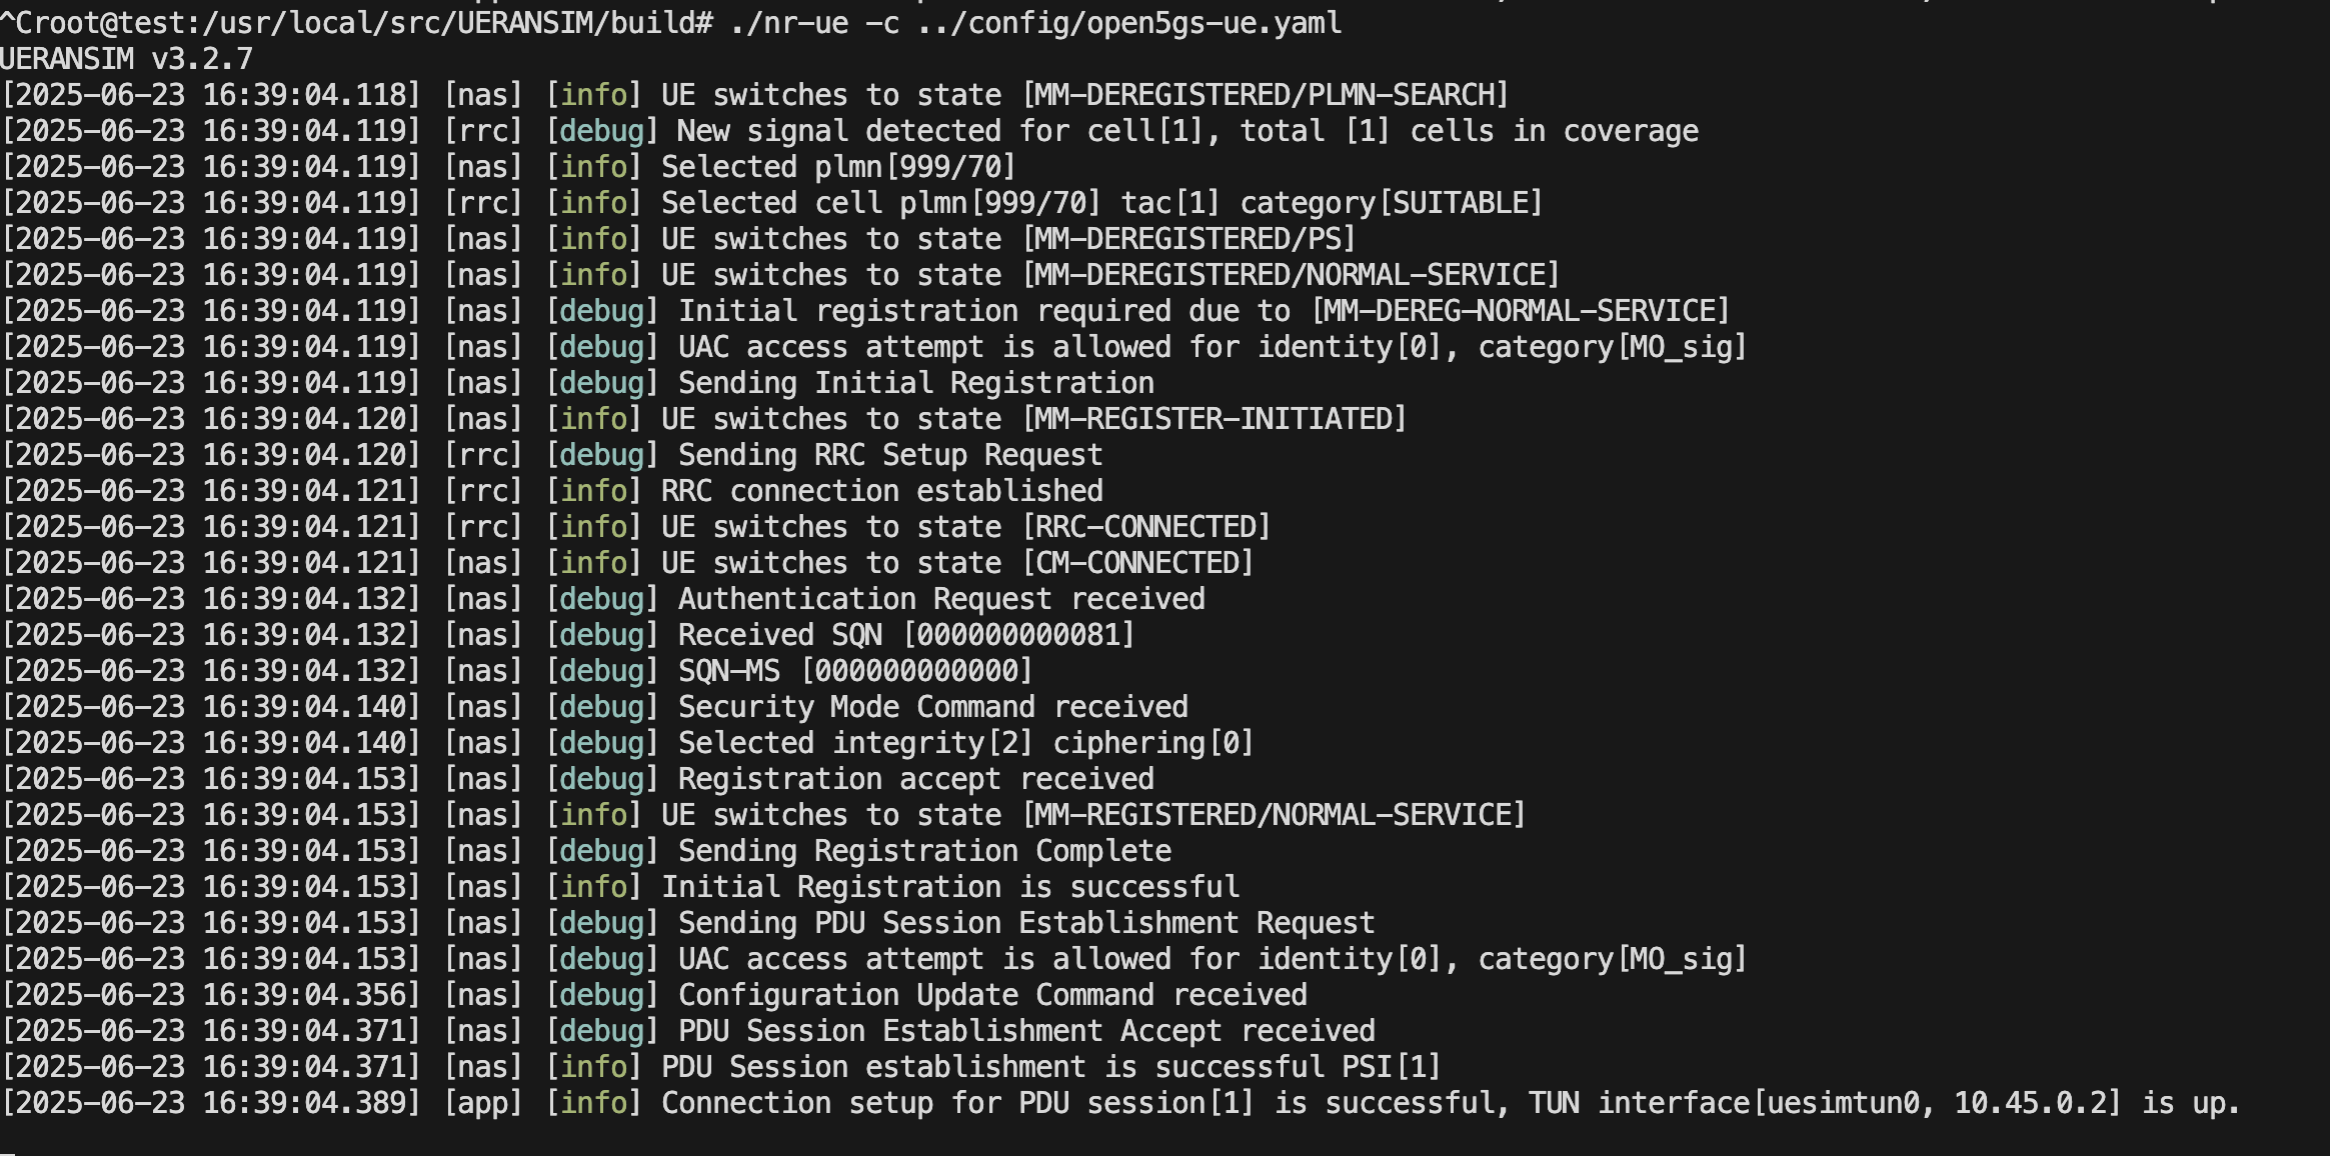 ^Croot@test:/usr/local/src/UERANSIM/build# ./nr-ue -c ../config/open5gs-ue.yaml
UERANSIM v3.2.7
[2025-06-23 16:39:04.118] [nas] [info] UE switches to state [MM-DEREGISTERED/PLMN-SEARCH]
[2025-06-23 16:39:04.119] [rrc] [debug] New signal detected for cell[1], total [1] cells in coverage
[2025-06-23 16:39:04.119] [nas] [info] Selected plmn[999/70]
[2025-06-23 16:39:04.119] [rrc] [info] Selected cell plmn[999/70] tac[1] category[SUITABLE]
[2025-06-23 16:39:04.119] [nas] [info] UE switches to state [MM-DEREGISTERED/PS]
[2025-06-23 16:39:04.119] [nas] [info] UE switches to state [MM-DEREGISTERED/NORMAL-SERVICE]
[2025-06-23 16:39:04.119] [nas] [debug] Initial registration required due to [MM-DEREG-NORMAL-SERVICE]
[2025-06-23 16:39:04.119] [nas] [debug] UAC access attempt is allowed for identity[0], category[MO_sig]
[2025-06-23 16:39:04.119] [nas] [debug] Sending Initial Registration
[2025-06-23 16:39:04.120] [nas] [info] UE switches to state [MM-REGISTER-INITIATED]
[2025-06-23 16:39:04.120] [rrc] [debug] Sending RRC Setup Request
[2025-06-23 16:39:04.121] [rrc] [info] RRC connection established
[2025-06-23 16:39:04.121] [rrc] [info] UE switches to state [RRC-CONNECTED]
[2025-06-23 16:39:04.121] [nas] [info] UE switches to state [CM-CONNECTED]
[2025-06-23 16:39:04.132] [nas] [debug] Authentication Request received
[2025-06-23 16:39:04.132] [nas] [debug] Received SQN [000000000081]
[2025-06-23 16:39:04.132] [nas] [debug] SQN-MS [000000000000]
[2025-06-23 16:39:04.140] [nas] [debug] Security Mode Command received
[2025-06-23 16:39:04.140] [nas] [debug] Selected integrity[2] ciphering[0]
[2025-06-23 16:39:04.153] [nas] [debug] Registration accept received
[2025-06-23 16:39:04.153] [nas] [info] UE switches to state [MM-REGISTERED/NORMAL-SERVICE]
[2025-06-23 16:39:04.153] [nas] [debug] Sending Registration Complete
[2025-06-23 16:39:04.153] [nas] [info] Initial Registration is successful
[2025-06-23 16:39:04.153] [nas] [debug] Sending PDU Session Establishment Request
[2025-06-23 16:39:04.153] [nas] [debug] UAC access attempt is allowed for identity[0], category[MO_sig]
[2025-06-23 16:39:04.356] [nas] [debug] Configuration Update Command received
[2025-06-23 16:39:04.371] [nas] [debug] PDU Session Establishment Accept received
[2025-06-23 16:39:04.371] [nas] [info] PDU Session establishment is successful PSI[1]
[2025-06-23 16:39:04.389] [app] [info] Connection setup for PDU session[1] is successful, TUN interface[uesimtun0, 10.45.0.2] is up.